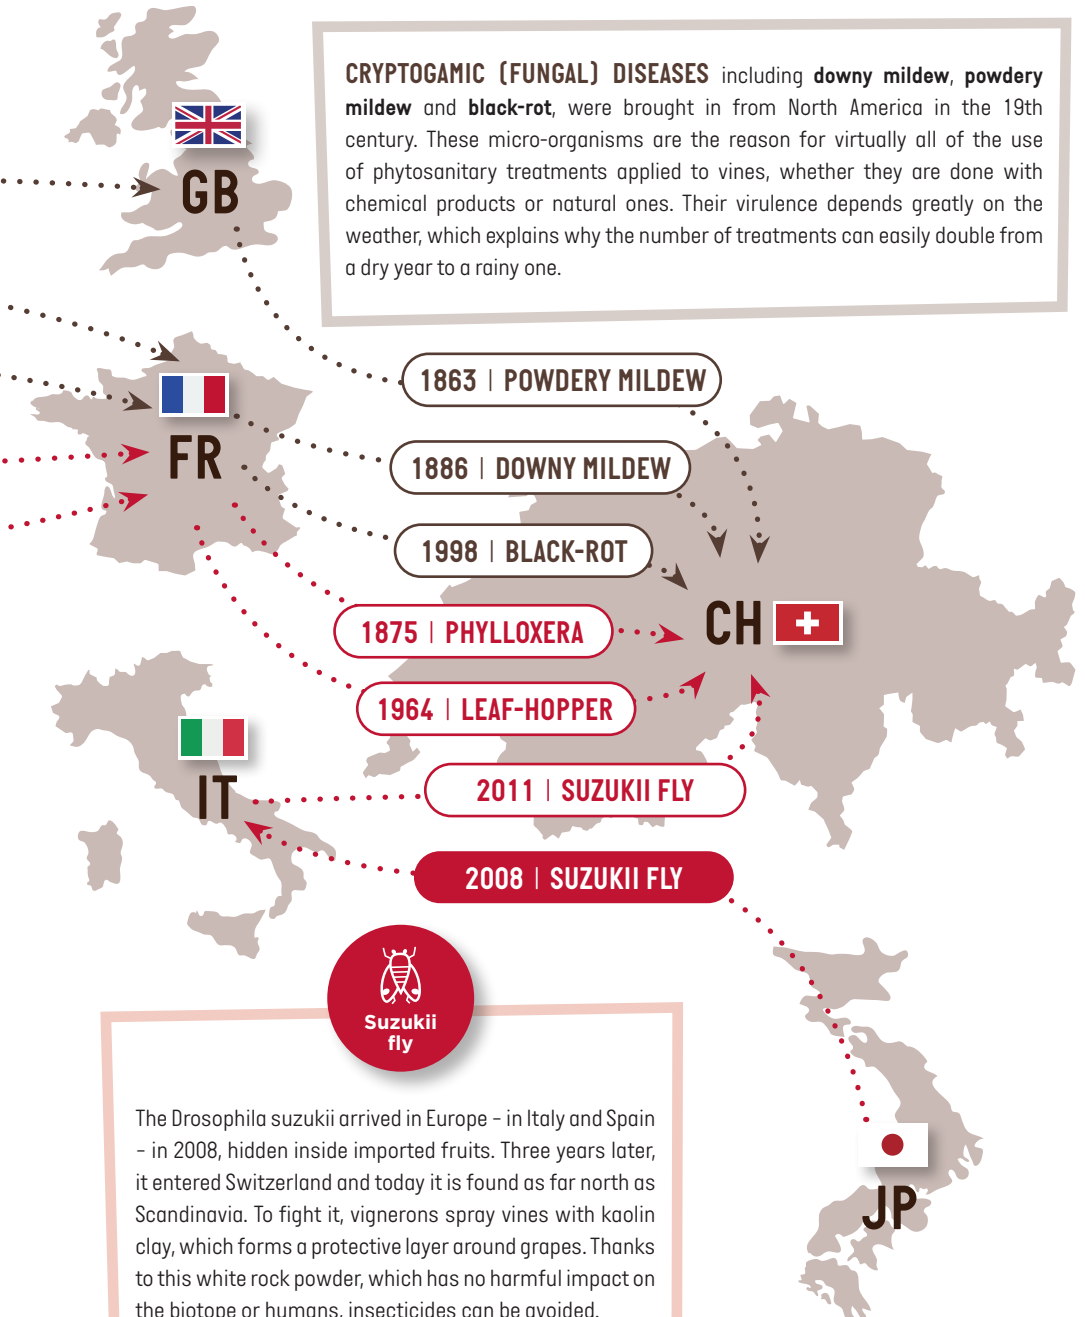 CRYPTOGAMIC (FUNGAL) DISEASES including downy mildew, powdery
mildew and black-rot, were brought in from North America in the 19th
century. These micro-organisms are the reason for virtually all of the use
of phytosanitary treatments applied to vines, whether they are done with
chemical products or natural ones. Their virulence depends greatly on the
weather, which explains why the number of treatments can easily double from
a dry year to a rainy one.
GB
1863 | POWDERY MILDEW
FR
1886 | DOWNY MILDEW
1998 | BLACK-ROT
CH
1875 | PHYLLOXERA
1964 | LEAF-HOPPER
IT
2011 | SUZUKII FLY
2008 | SUZUKII FLY
Suzukii
fly
The Drosophila suzukii arrived in Europe – in Italy and Spain
– in 2008, hidden inside imported fruits. Three years later,
it entered Switzerland and today it is found as far north as
Scandinavia. To fight it, vignerons spray vines with kaolin
clay, which forms a protective layer around grapes. Thanks
to this white rock powder, which has no harmful impact on
the biotope or humans, insecticides can be avoided.
JP